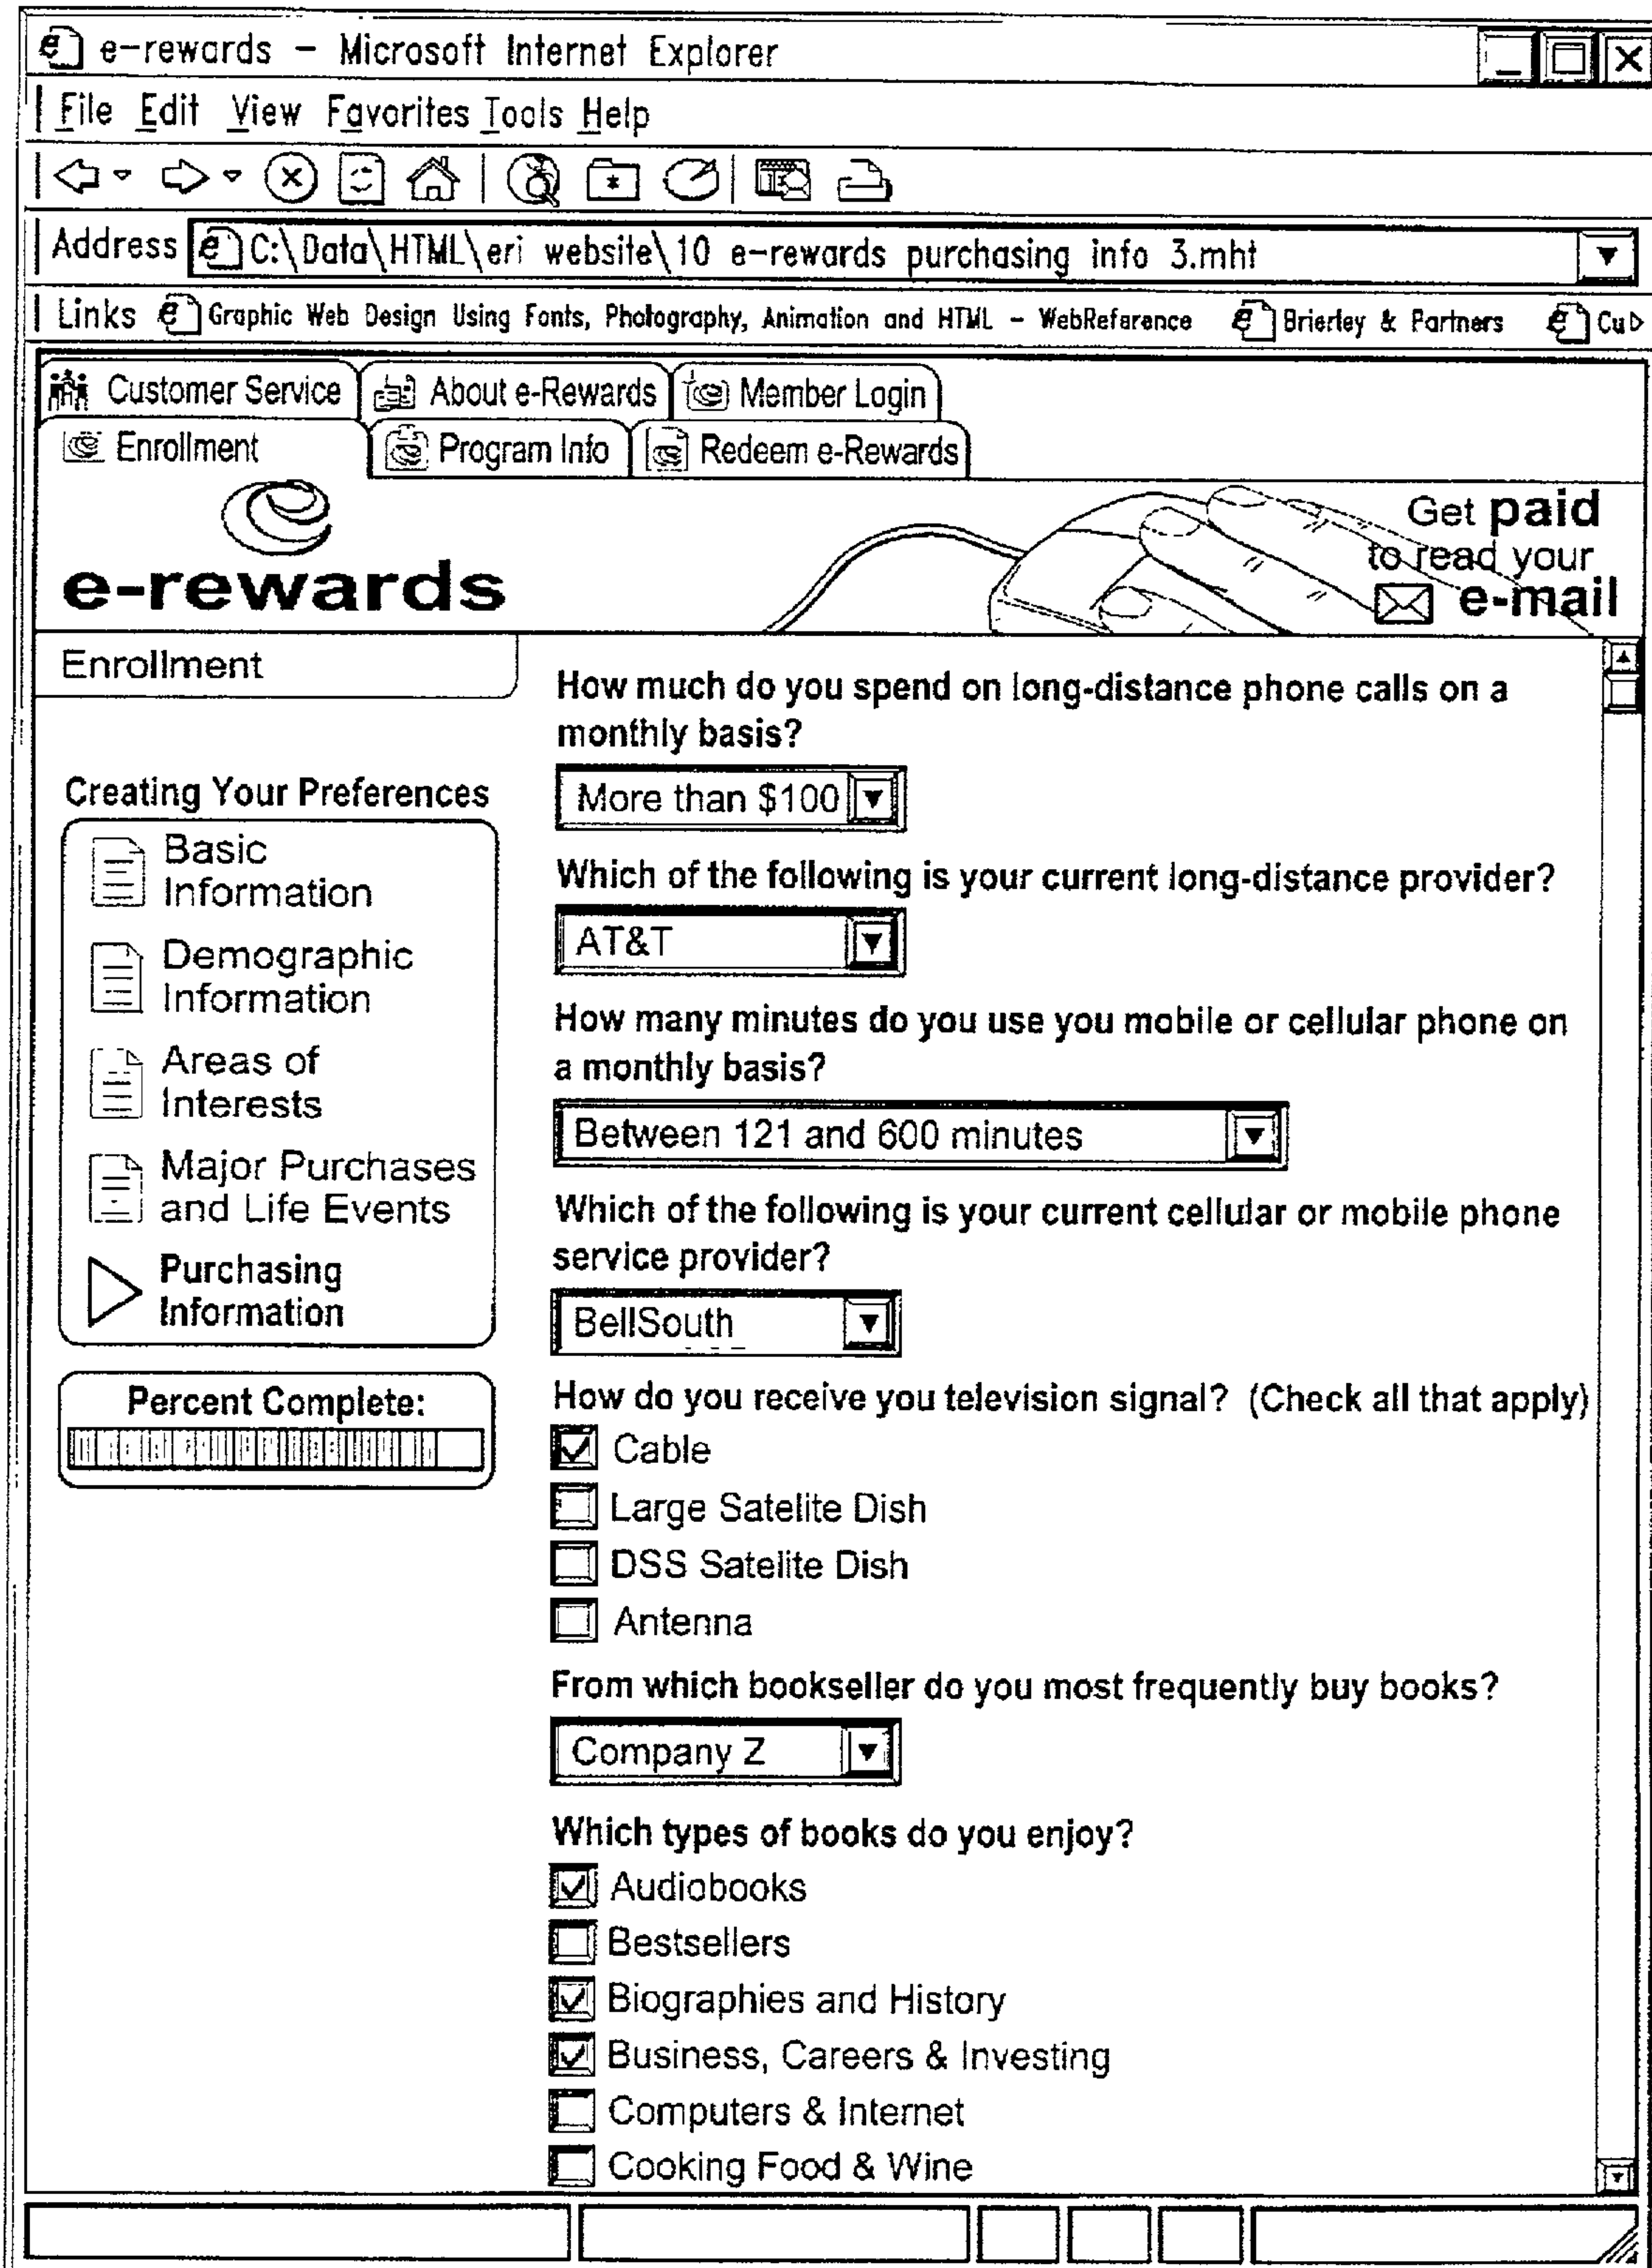 e-rewards - Microsoft Internet Explorer
File Edit View Favorites Tools Help
Address C:\Data\HTML\eri website\10 e-rewards purchasing info 3.mht
Links Graphic Web Design Using Fonts, Photography, Animation and HTML - WebReference Brierley & Partners Cu
Customer Service About e-Rewards Member Login
Enrollment Program Info Redeem e-Rewards
e-rewards
Get paid
to read your
e-mail
Enrollment
Creating Your Preferences
Basic
Information
Demographic
Information
Areas of
Interests
Major Purchases
and Life Events
Purchasing
Information
Percent Complete:
How much do you spend on long-distance phone calls on a
monthly basis?
More than $100
Which of the following is your current long-distance provider?
AT&T
How many minutes do you use you mobile or cellular phone on
a monthly basis?
Between 121 and 600 minutes
Which of the following is your current cellular or mobile phone
service provider?
BellSouth
How do you receive you television signal? (Check all that apply)
Cable
Large Satelite Dish
DSS Satelite Dish
Antenna
From which bookseller do you most frequently buy books?
Company Z
Which types of books do you enjoy?
Audiobooks
Bestsellers
Biographies and History
Business, Careers & Investing
Computers & Internet
Cooking Food & Wine